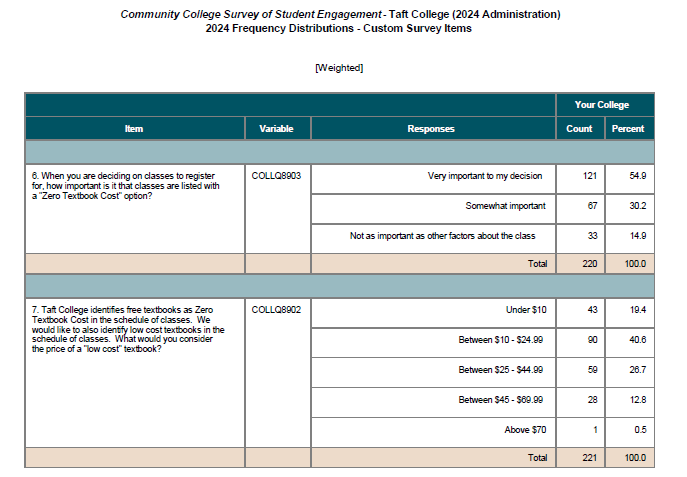 Community College Survey of Student Engagement - Taft College (2024 Administration)
2024 Frequency Distributions - Custom Survey Items
[Weighted]
Your College
Item Variable Responses Count Percent
6. When you are deciding on classes to register COLLQ8903 Very important to my decision 121 54.9
for, how important is it that classes are listed with
a "Zero Textbook Cost" option?
Somewhat important 67 30.2
Not as important as other factors about the class 33 14.9
Total 220 100.0
7. Taft College identifies free textbooks as Zero COLLQ8902 Under $10 43 19.4
Textbook Cost in the schedule of classes. We
would like to also identify low cost textbooks in the
schedule of classes. What would you consider
the price of a "low cost" textbook?
Between $10 - $24.99 90 40.6
Between $25 - $44.99 59 26.7
Between $45 - $69.99 28 12.8
Above $70 1 0.5
Total 221 100.0